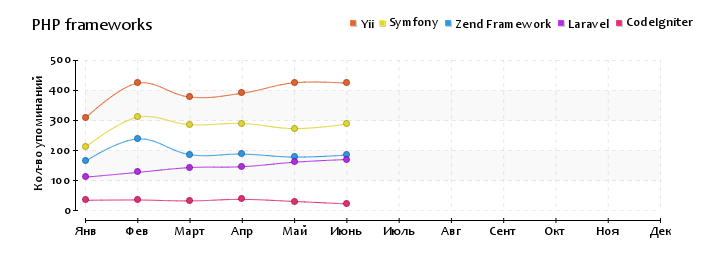 PHP frameworks
Yii Symfony Zend Framework Laravel CodeIgniter
Кол-во упоминаний
500
400
300
200
100
0
Янв Фев Март Апр Май Июнь Июль Авг Сент Окт Ноя Дек